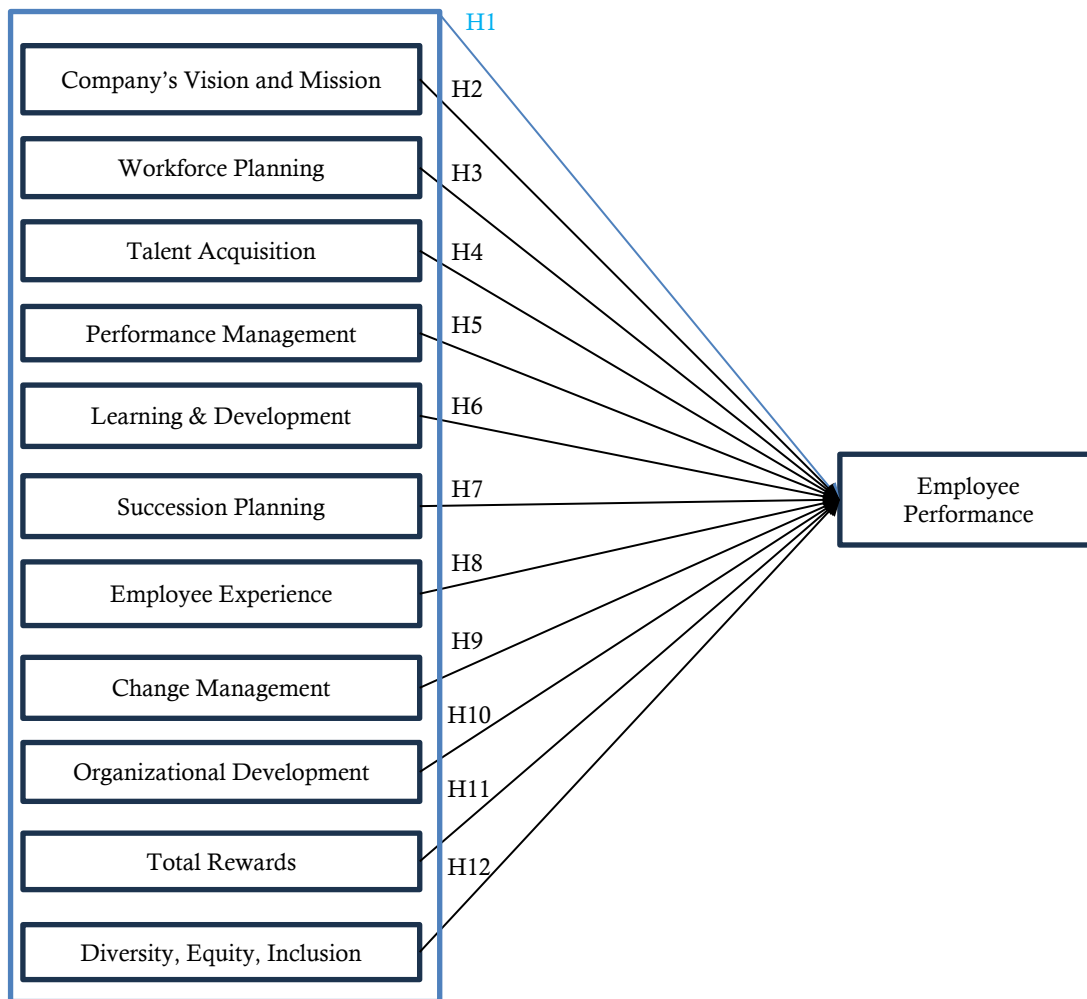 H1
Company’s Vision and Mission
H2
Workforce Planning
H3
Talent Acquisition
H4
Performance Management
H5
Learning & Development
H6
Succession Planning
H7
Employee Experience
H8
Change Management
H9
Organizational Development
H10
Total Rewards
H11
Diversity, Equity, Inclusion
H12
Employee
Performance